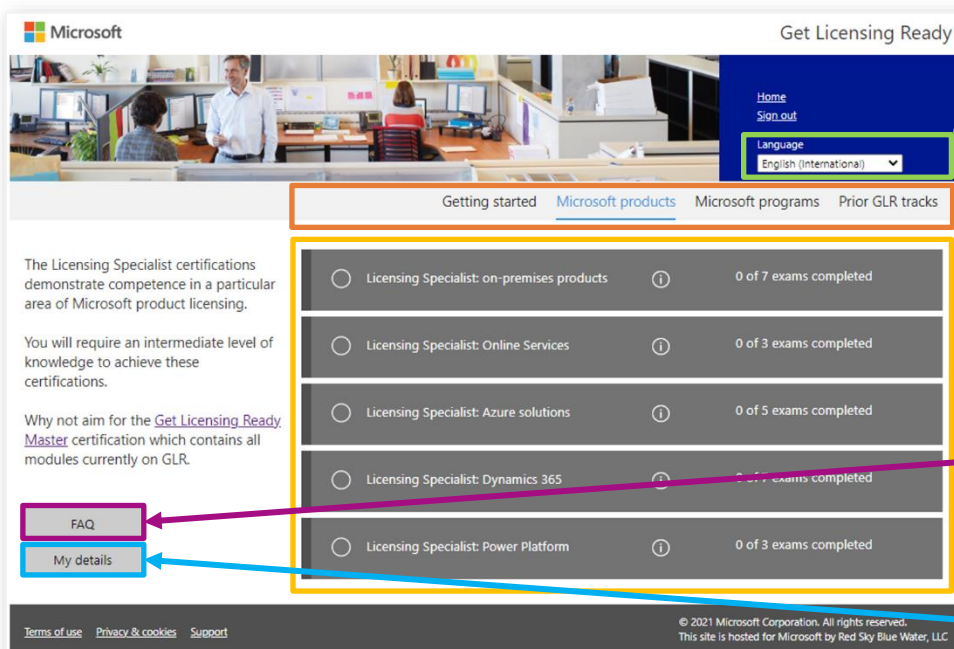 Microsoft
Get Licensing Ready
Home
Sign out
Language
English (International)
Getting started Microsoft products Microsoft programs Prior GLR tracks
The Licensing Specialist certifications
demonstrate competence in a particular
area of Microsoft product licensing.
You will require an intermediate level of
knowledge to achieve these
certifications.
Why not aim for the Get Licensing Ready
Master certification which contains all
modules currently on GLR.
FAQ
My details
Licensing Specialist: on-premises products 0 of 7 exams completed
Licensing Specialist: Online Services 0 of 3 exams completed
Licensing Specialist: Azure solutions 0 of 5 exams completed
Licensing Specialist: Dynamics 365 0 of 7 exams completed
Licensing Specialist: Power Platform 0 of 3 exams completed
Terms of use Privacy & cookies Support
© 2021 Microsoft Corporation. All rights reserved.
This site is hosted for Microsoft by Red Sky Blue Water, LLC